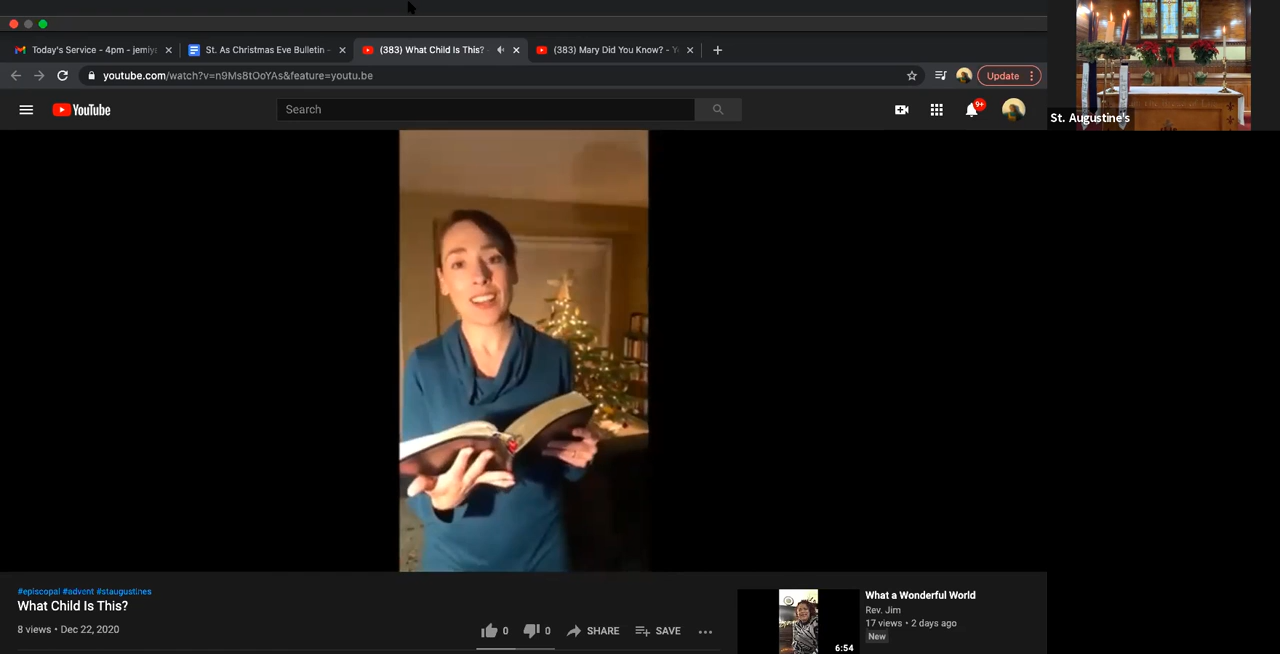 Today's Service - 4pm - jemiya
St. As Christmas Eve Bulletin -
(383) What Child Is This? -
(383) Mary Did You Know? - Y
youtube.com/watch?v=n9Ms8tOoYAs&feature=youtu.be
Update
YouTube
Search
9+
St. Augustine's
#episcopal #advent #staugustines
What Child Is This?
8 views • Dec 22, 2020
0
0
SHARE
SAVE
What a Wonderful World
Rev. Jim
17 views • 2 days ago
New
6:54